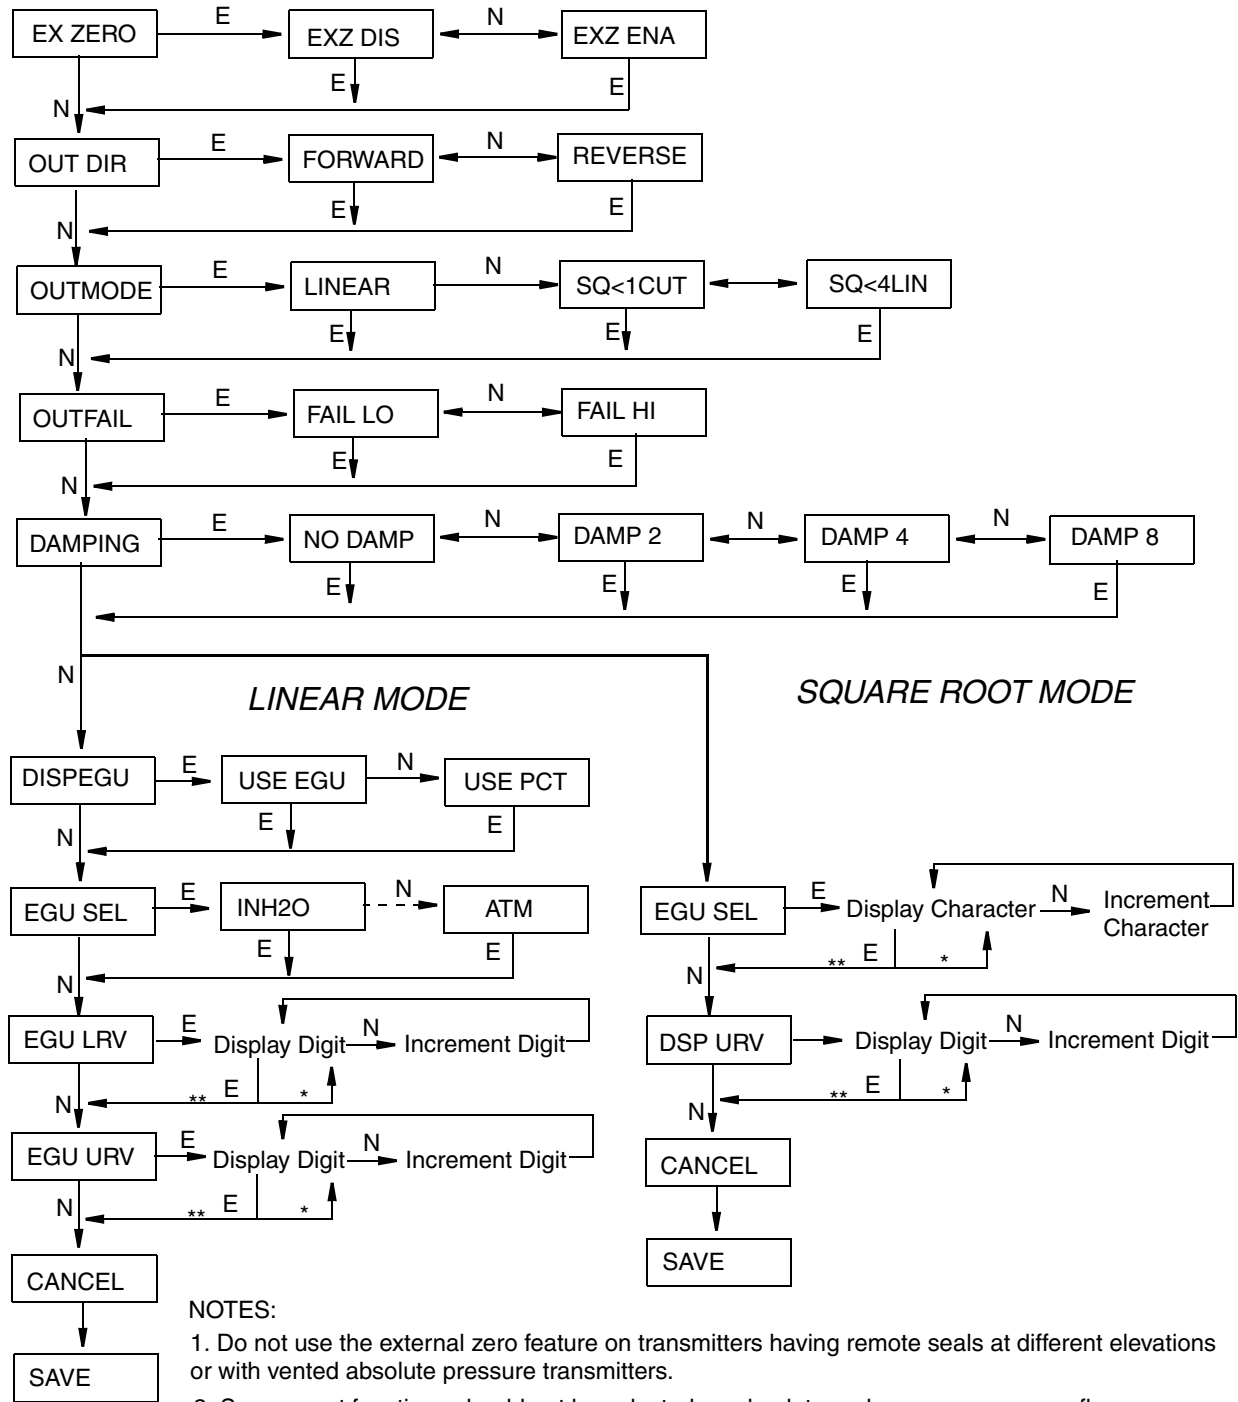 E
N
EX ZERO
EXZ DIS
EXZ ENA
E
E
N
E
N
OUT DIR
FORWARD
REVERSE
E
E
N
E
N
OUTMODE
LINEAR
SQ<1CUT
SQ<4LIN
E
E
E
N
E
N
OUTFAIL
FAIL LO
FAIL HI
E
E
N
E
N
N
N
DAMPING
NO DAMP
DAMP 2
DAMP 4
DAMP 8
E
E
E
E
N
LINEAR MODE
SQUARE ROOT MODE
E
N
DISPEGU
USE EGU
USE PCT
E
E
N
E
N
EGU SEL
INH2O
ATM
E
E
N
E
N
EGU LRV
Display Digit
Increment Digit
** E *
N
E
N
EGU URV
Display Digit
Increment Digit
** E *
N
CANCEL
SAVE
E
N
EGU SEL
Display Character
Increment
Character
** E *
N
N
DSP URV
Display Digit
Increment Digit
** E *
N
CANCEL
SAVE
NOTES:
1. Do not use the external zero feature on transmitters having remote seals at different elevations
or with vented absolute pressure transmitters.